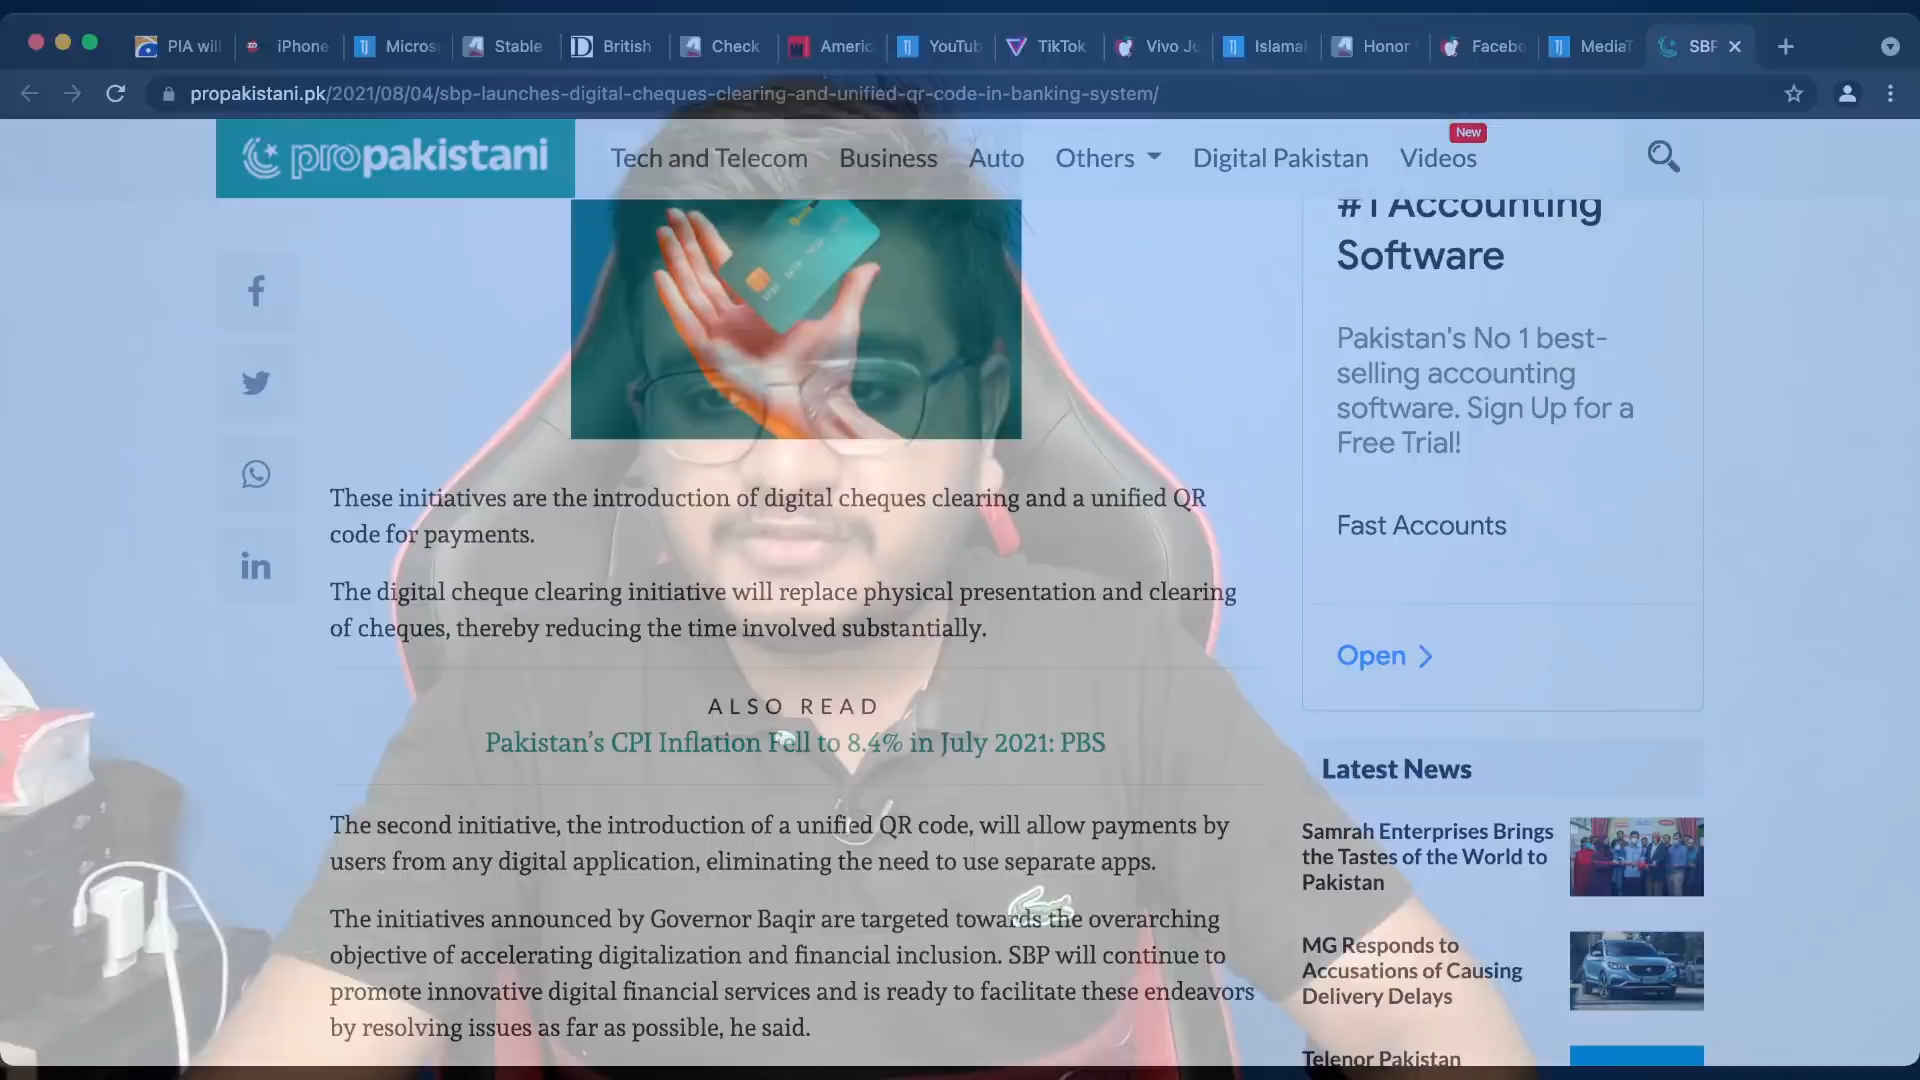 PIA will
iPhone
Micros
Stable
British
Check
Americ
YouTub
TikTok
Vivo Jo
Islamal
Honor
Facebo
MediaT
SBP
propakistani.pk/2021/08/04/sbp-launches-digital-cheques-clearing-and-unified-qr-code-in-banking-system/
propakistani
Tech and Telecom
Business
Auto
Others
Digital Pakistan
Videos
New
#1 Accounting
Software
Pakistan's No 1 best-
selling accounting
software. Sign Up for a
Free Trial!
Fast Accounts
Open
These initiatives are the introduction of digital cheques clearing and a unified QR
code for payments.
The digital cheque clearing initiative will replace physical presentation and clearing
of cheques, thereby reducing the time involved substantially.
ALSO READ
Pakistan’s CPI Inflation Fell to 8.4% in July 2021: PBS
The second initiative, the introduction of a unified QR code, will allow payments by
users from any digital application, eliminating the need to use separate apps.
The initiatives announced by Governor Baqir are targeted towards the overarching
objective of accelerating digitalization and financial inclusion. SBP will continue to
promote innovative digital financial services and is ready to facilitate these endeavors
by resolving issues as far as possible, he said.
Latest News
Samrah Enterprises Brings
the Tastes of the World to
Pakistan
MG Responds to
Accusations of Causing
Delivery Delays
Telenor Pakistan